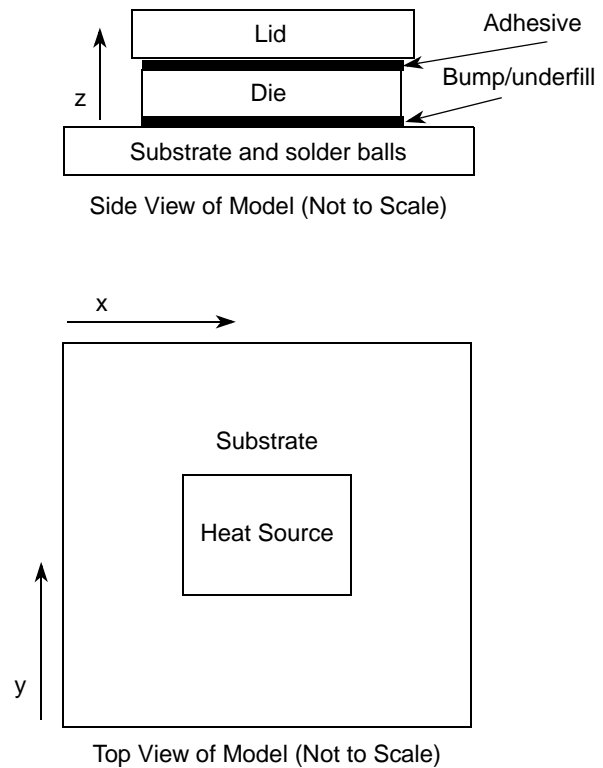 Lid
Adhesive
z
Die
Bump/underfill
Substrate and solder balls
Side View of Model (Not to Scale)
x
Substrate
Heat Source
y
Top View of Model (Not to Scale)